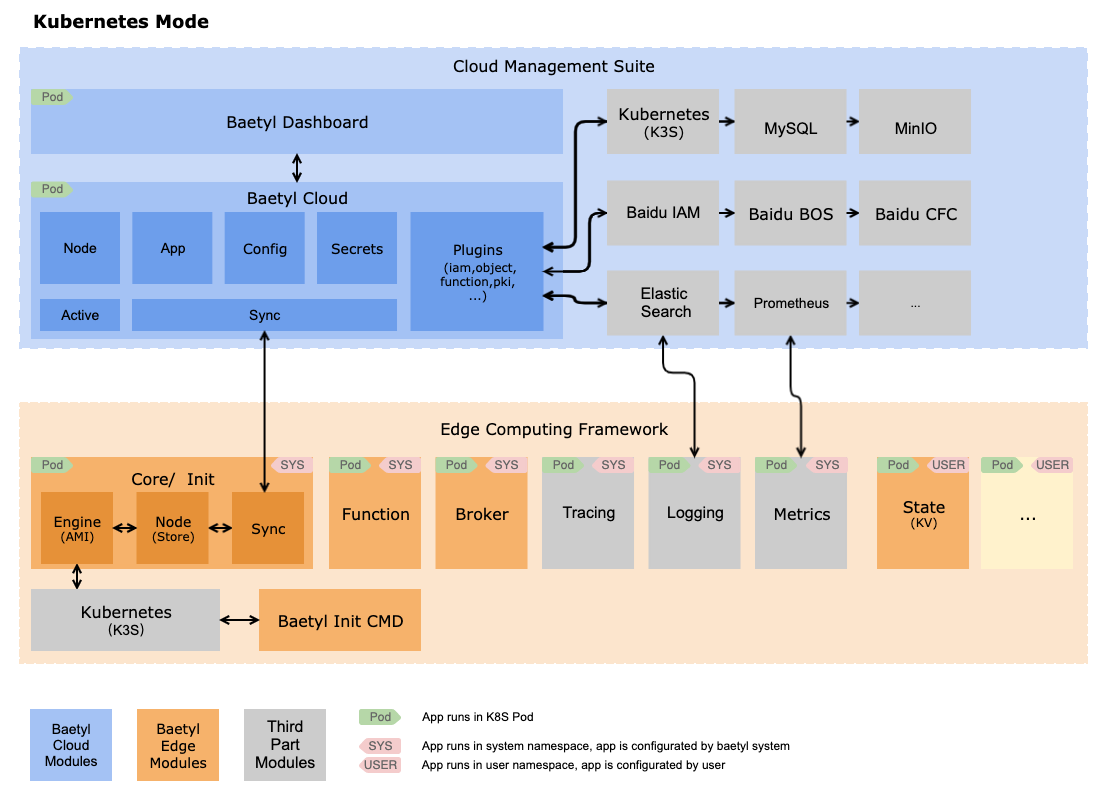 Kubernetes Mode
Cloud Management Suite
Pod
Baetyl Dashboard
Pod
Baetyl Cloud
Node
App
Config
Secrets
Active
Sync
Plugins
(iam,object,
function,pki,
...)
Kubernetes
(K3S)
MySQL
MinIO
Baidu IAM
Baidu BOS
Baidu CFC
Elastic
Search
Prometheus
...
Edge Computing Framework
Pod
SYS
Core/ Init
Engine
(AMI)
Node
(Store)
Sync
Pod
SYS
Function
Pod
SYS
Broker
Pod
SYS
Tracing
Pod
SYS
Logging
Pod
SYS
Metrics
Pod
USER
State
(KV)
Pod
USER
...
Kubernetes
(K3S)
Baetyl Init CMD
Baetyl
Cloud
Modules
Baetyl
Edge
Modules
Third
Part
Modules
Pod
App runs in K8S Pod
SYS
App runs in system namespace, app is configurated by baetyl system
USER
App runs in user namespace, app is configurated by user